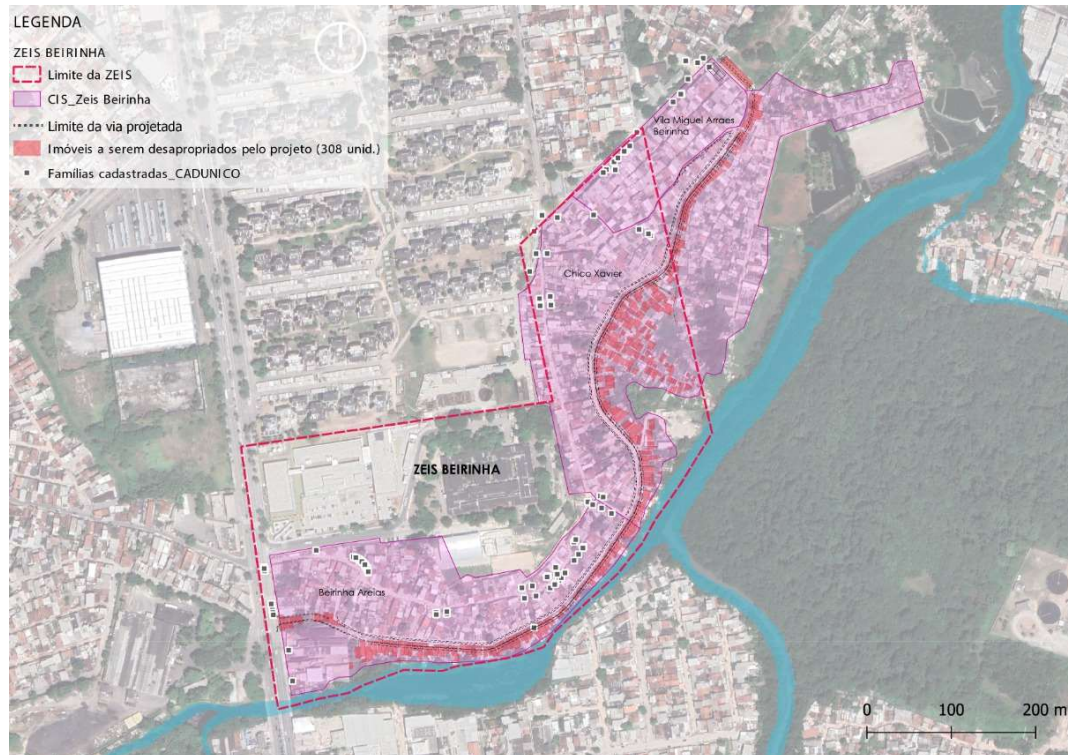 LEGENDA
ZEIS BEIRINHA
Limite da ZEIS
CIS_Zeis Beirinha
Limite da via projetada
Imóveis a serem desapropriados pelo projeto (308 unid.)
Famílias cadastradas_CADUNICO
Vila Miguel Arraes
Beirinha
Chico Xavier
ZEIS BEIRINHA
Beirinha Areias
0 100 200 m